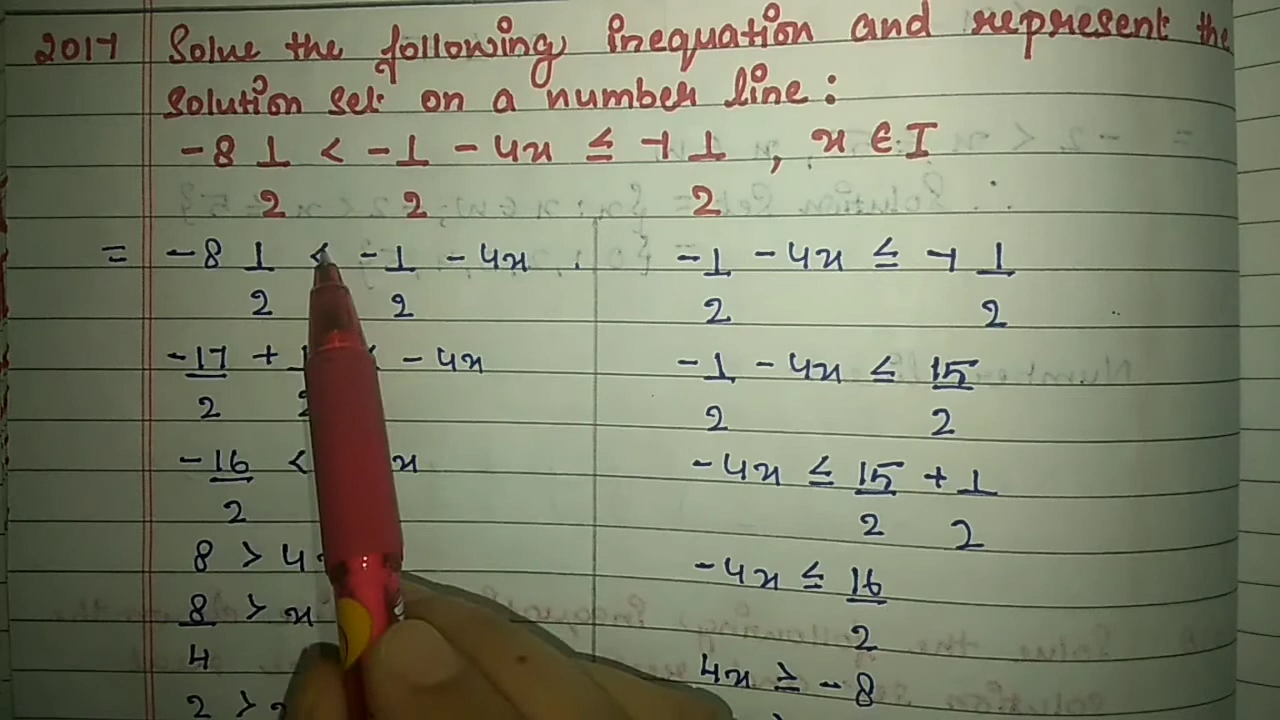 2017 Solve the following inequation and represent the
solution set on a number line:
-8 1/2 < -1/2 - 4x ≤ 7 1/2, x ∈ I
= -8 1/2 < -1/2 - 4x
-17/2 + 1 < - 4x
-16/2 < x
8 > 4
8/4 > x
2 >
-1/2 - 4x ≤ 7 1/2
-1/2 - 4x ≤ 15/2
-4x ≤ 15/2 + 1/2
-4x ≤ 16/2
4x ≥ -8